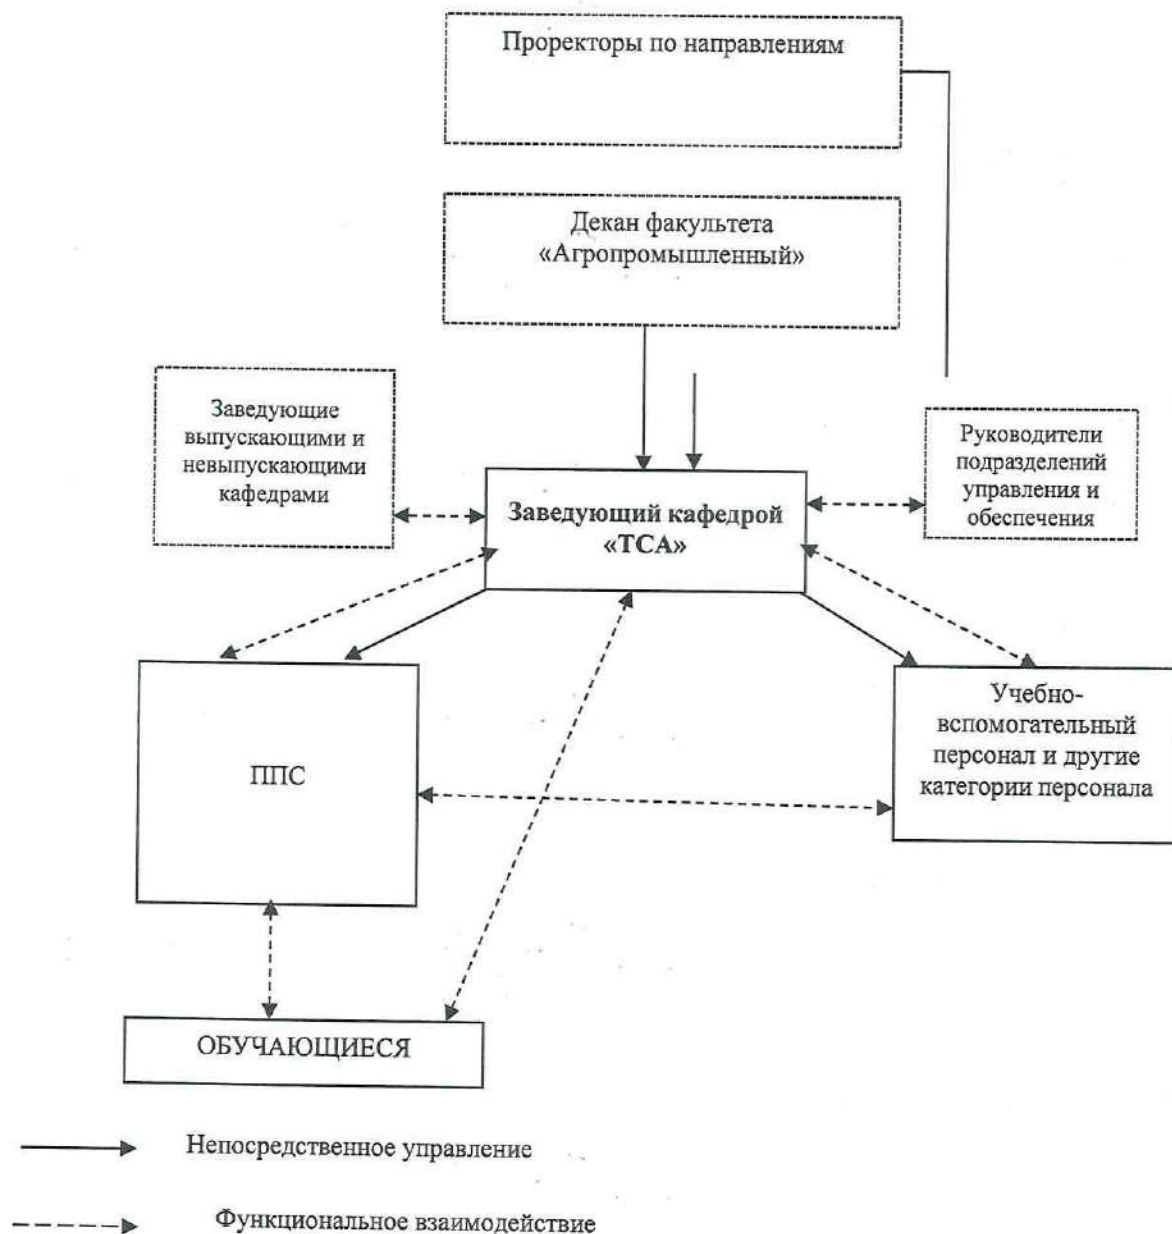 Проректоры по направлениям
Декан факультета
«Агропромышленный»
Заведующие
выпускающими и
невыпускающими
кафедрами
Руководители
подразделений
управления и
обеспечения
Заведующий кафедрой
«ТСА»
ППС
Учебно-
вспомогательный
персонал и другие
категории персонала
ОБУЧАЮЩИЕСЯ
Непосредственное управление
Функциональное взаимодействие